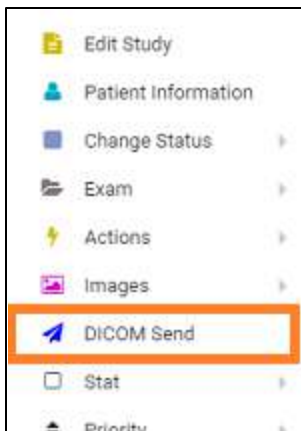 Edit Study
Patient Information
Change Status
Exam
Actions
Images
DICOM Send
Stat
Priority